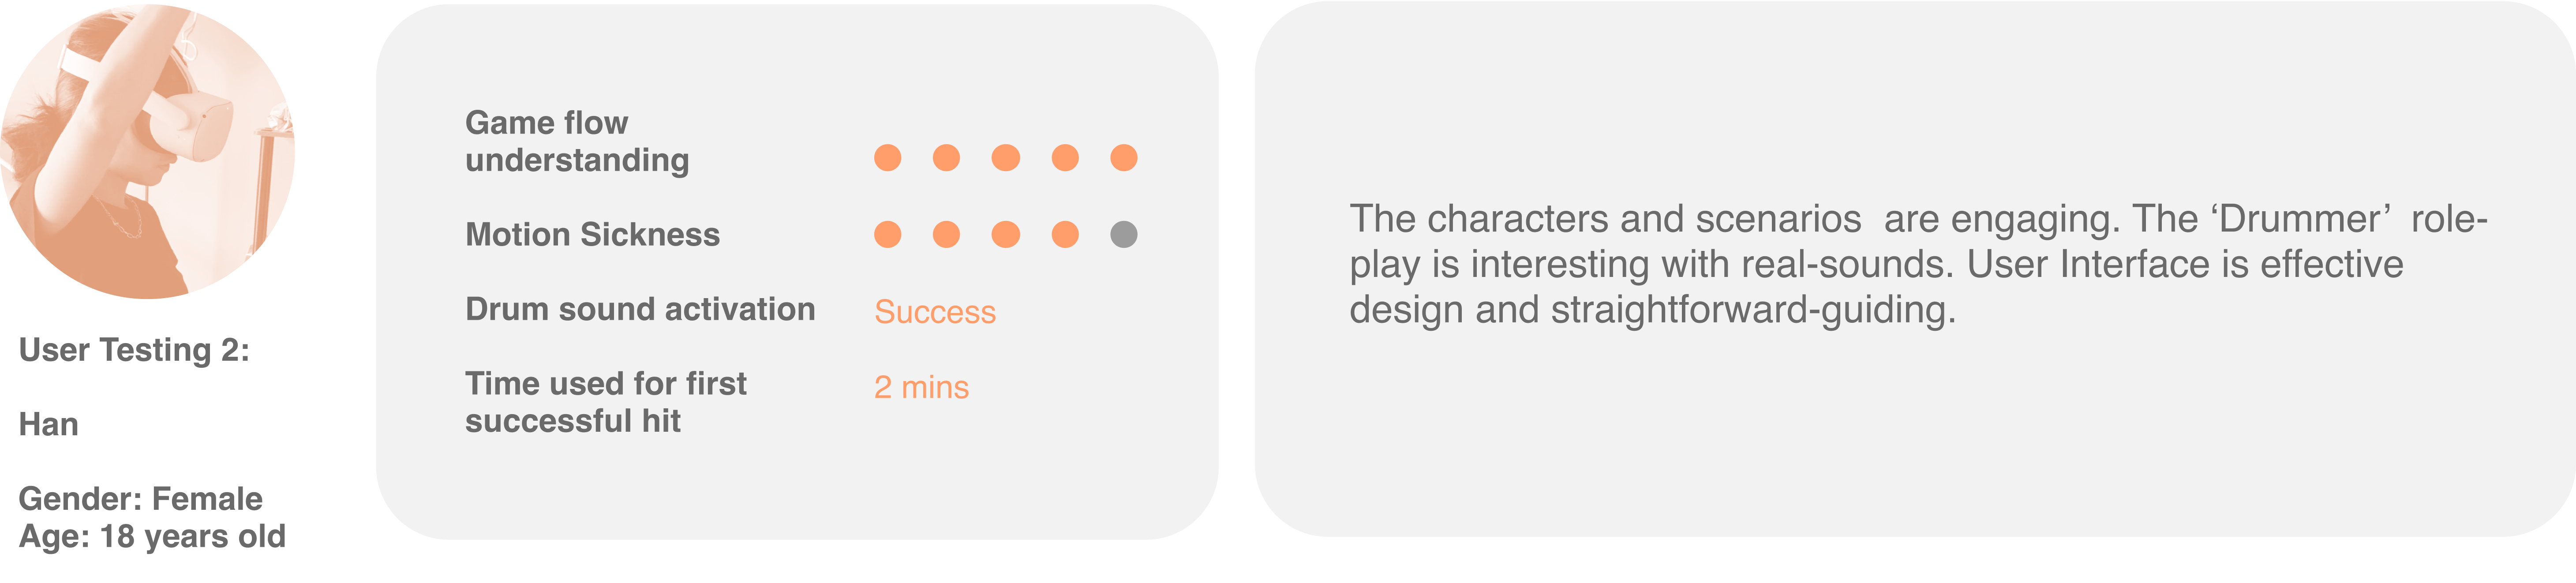 User Testing 2:
Han
Gender: Female
Age: 18 years old
Game flow
understanding
Motion Sickness
Drum sound activation
Success
Time used for first
successful hit
2 mins
The characters and scenarios  are engaging. The ‘Drummer’  role-
play is interesting with real-sounds. User Interface is effective
design and straightforward-guiding.